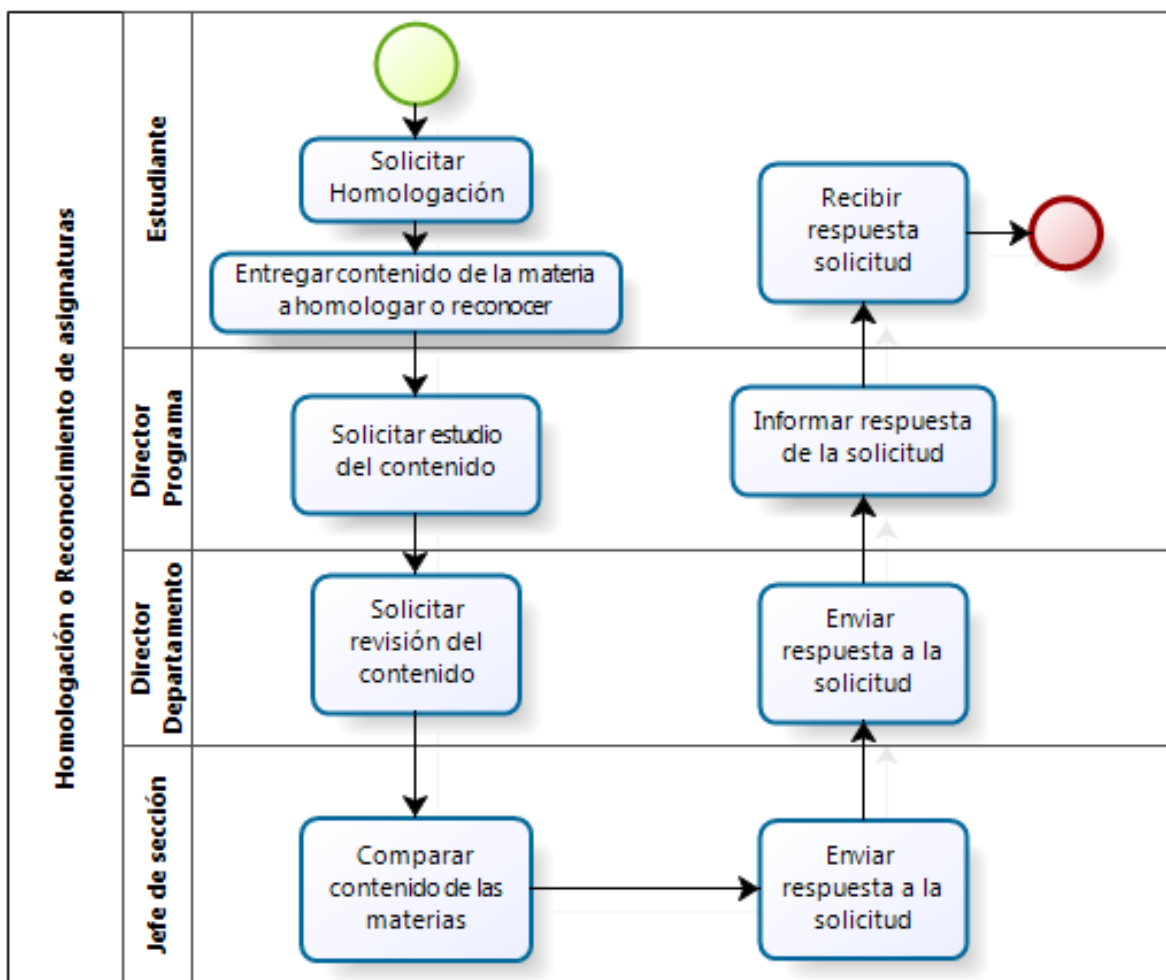 Homologación o Reconocimiento de asignaturas
Estudiante
Solicitar
Homologación
Entregar contenido de la materia
a homologar o reconocer
Recibir
respuesta
solicitud
Director
Programa
Solicitar estudio
del contenido
Informar respuesta
de la solicitud
Director
Departamento
Solicitar
revisión del
contenido
Enviar
respuesta a la
solicitud
Jefe de sección
Comparar
contenido de las
materias
Enviar
respuesta a la
solicitud